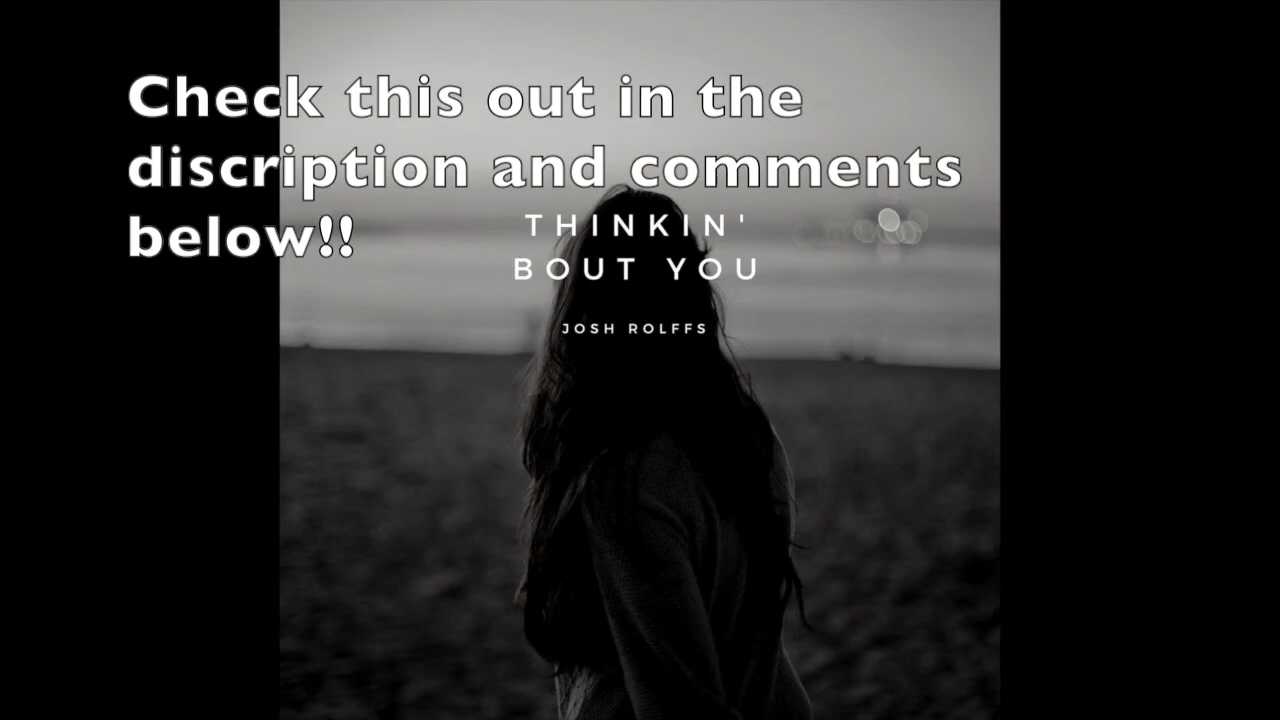 Check this out in the
discription and comments
below!!
THINKIN'
BOUT YOU
JOSH ROLFFS